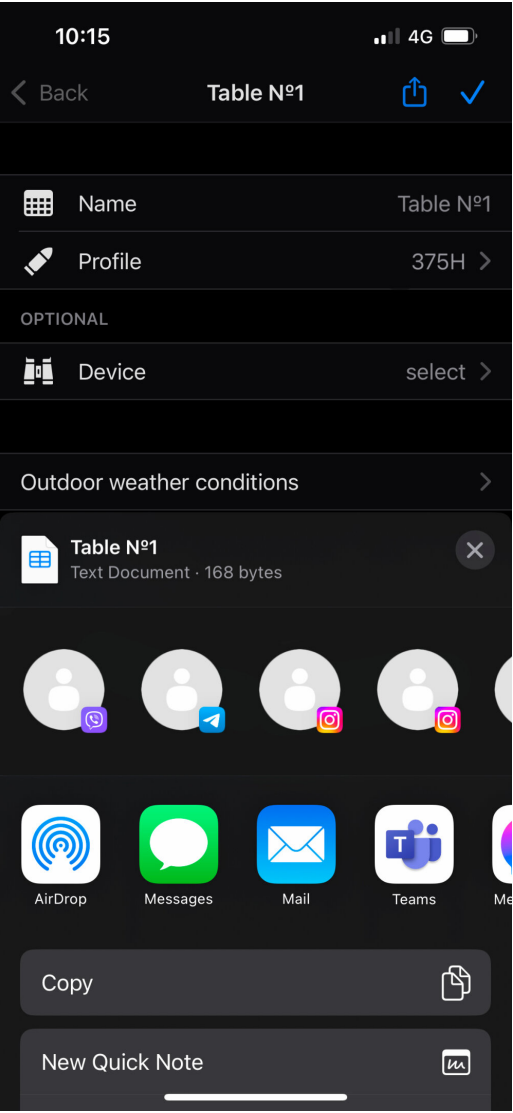 10:15
4G
Back
Table Nº1
Name
Table Nº1
Profile
375H
OPTIONAL
Device
select
Outdoor weather conditions
Table Nº1
Text Document · 168 bytes
T
AirDrop
Messages
Mail
Teams
Me
Copy
New Quick Note